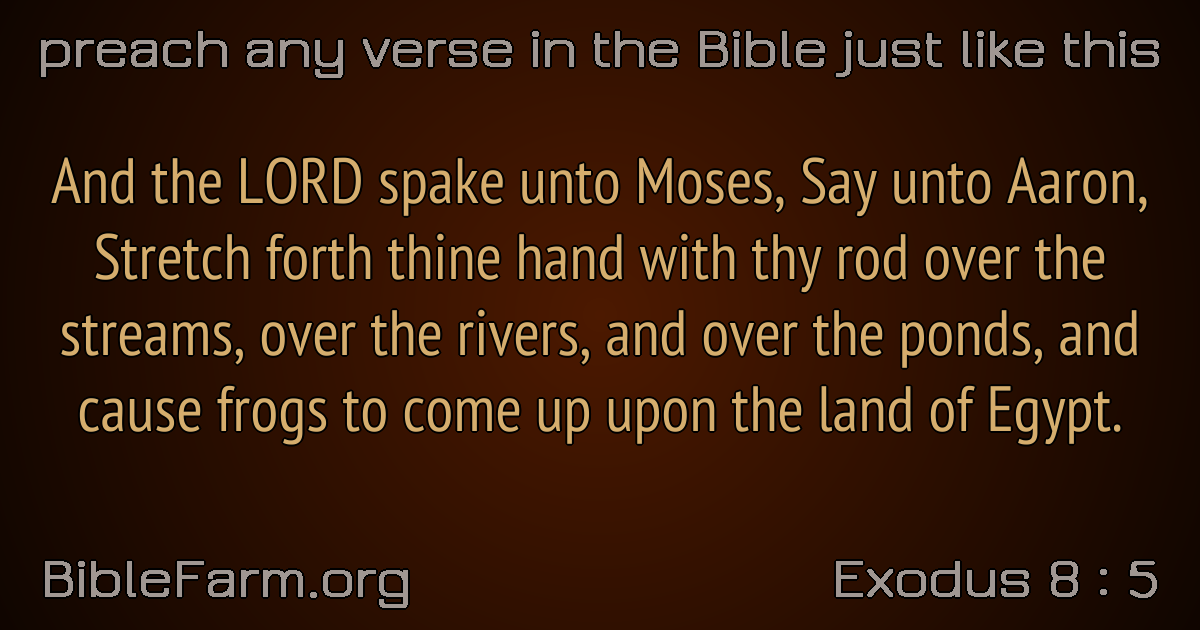 preach any verse in the Bible just like this
And the LORD spake unto Moses, Say unto Aaron,
Stretch forth thine hand with thy rod over the
streams, over the rivers, and over the ponds, and
cause frogs to come up upon the land of Egypt.
BibleFarm.org
Exodus 8 : 5